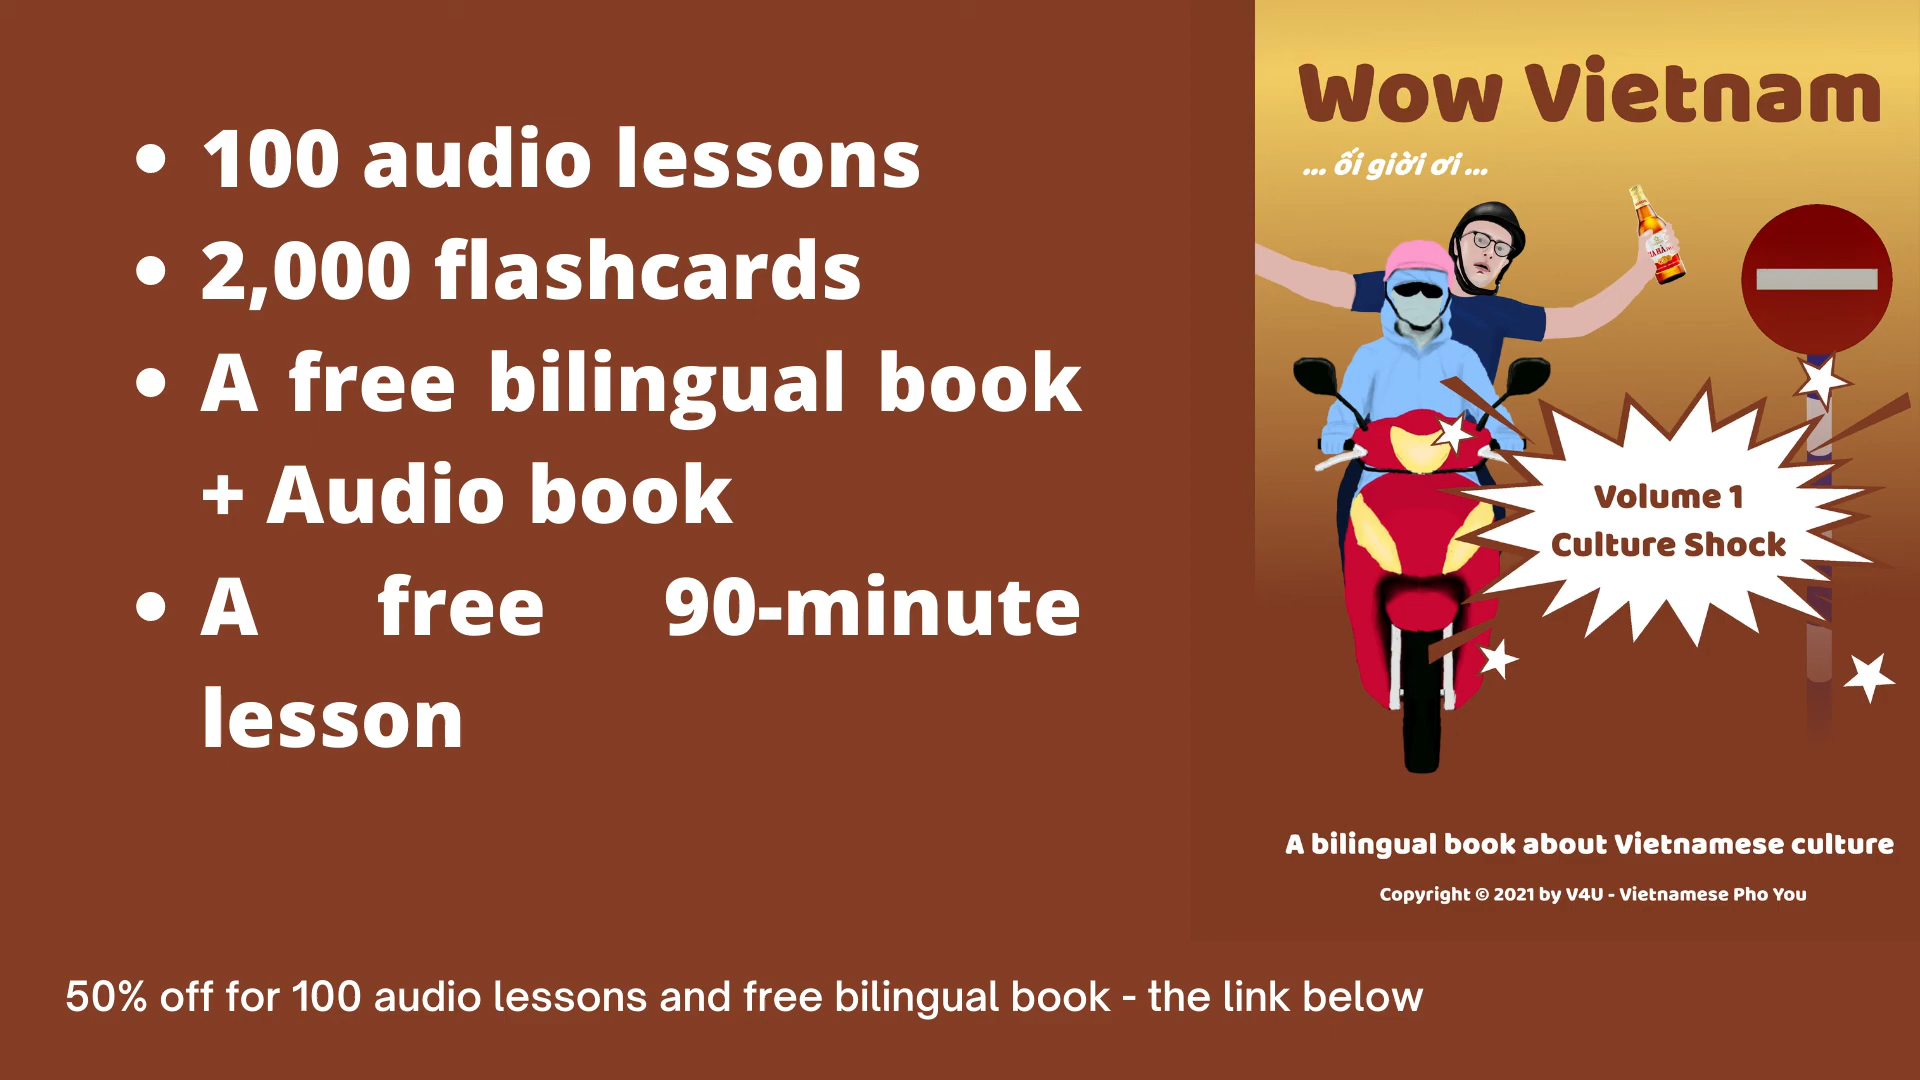 100 audio lessons
2,000 flashcards
A free bilingual book
+ Audio book
A free 90-minute
lesson
Wow Vietnam
... ối giời ơi ...
Volume 1
Culture Shock
A bilingual book about Vietnamese culture
Copyright © 2021 by V4U - Vietnamese Pho You
50% off for 100 audio lessons and free bilingual book - the link below